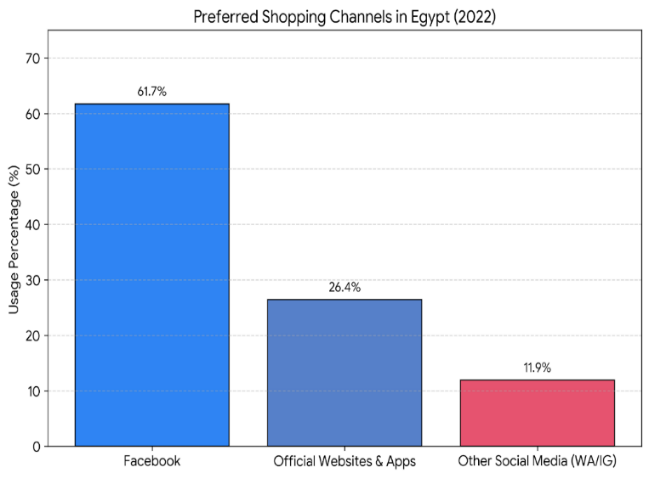 Preferred Shopping Channels in Egypt (2022)
Usage Percentage (%)
70
60
50
40
30
20
10
0
61.7%
26.4%
11.9%
Facebook
Official Websites & Apps
Other Social Media (WA/IG)